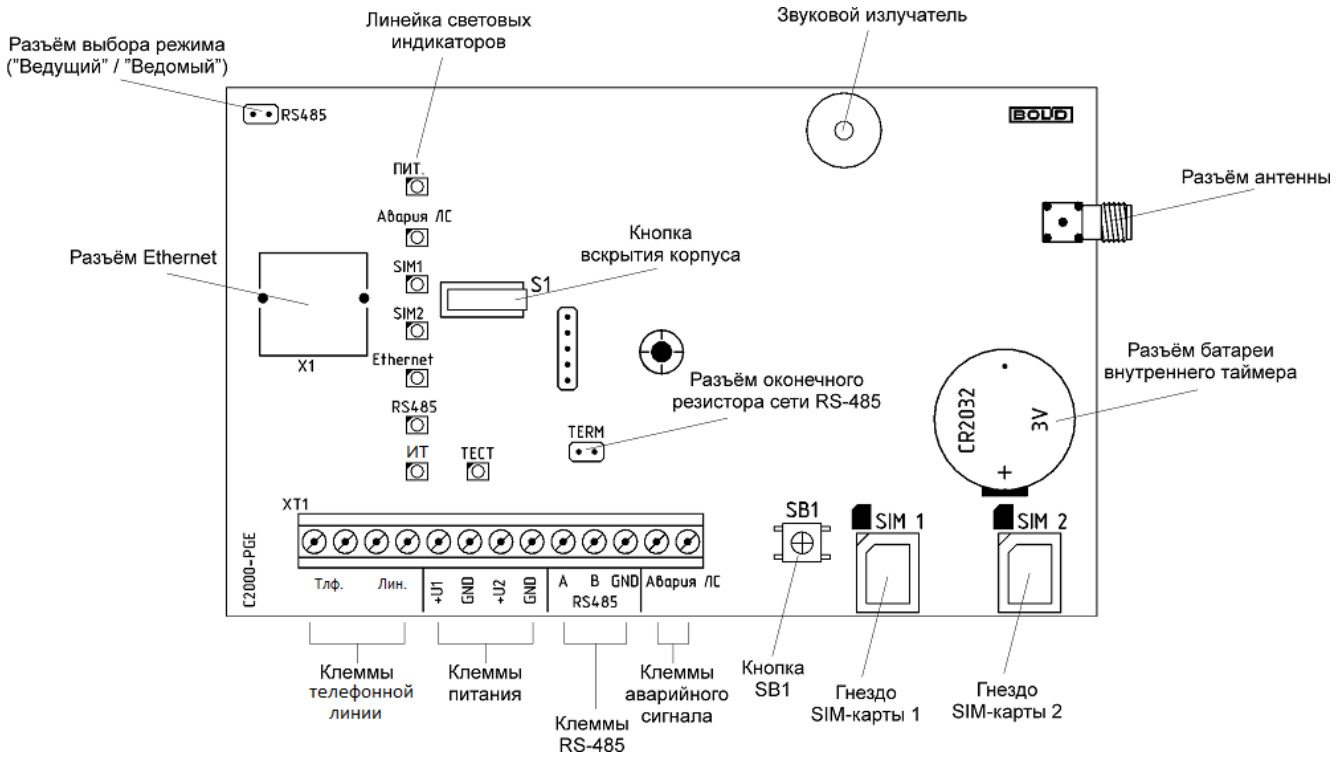 Линейка световых
индикаторов
Звуковой излучатель
Разъём выбора режима
("Ведущий" / "Ведомый")
RS485
BOLID
ПИТ.
Разъём антенны
Авария ЛС
Кнопка
вскрытия корпуса
Разъём Ethernet
SIM1
S1
SIM2
X1
Ethernet
Разъём батареи
внутреннего таймера
Разъём оконечного
резистора сети RS-485
CR2032
3V
+
RS485
TERM
ИТ
ТЕСТ
XT1
SB1
SIM 1
SIM 2
C2000-PGE
Тлф.
Лин.
+U1
GND
+U2
GND
A
B
GND
RS485
Авария ЛС
Клеммы
телефонной
линии
Клеммы
питания
Клеммы
RS-485
Клеммы
аварийного
сигнала
Кнопка
SB1
Гнездо
SIM-карты 1
Гнездо
SIM-карты 2